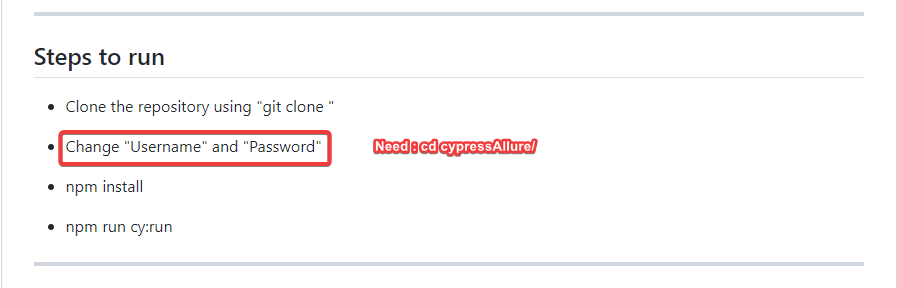 Steps to run
Clone the repository using "git clone "
Change "Username" and "Password"
Need : cd cypressAllure/
npm install
npm run cy:run